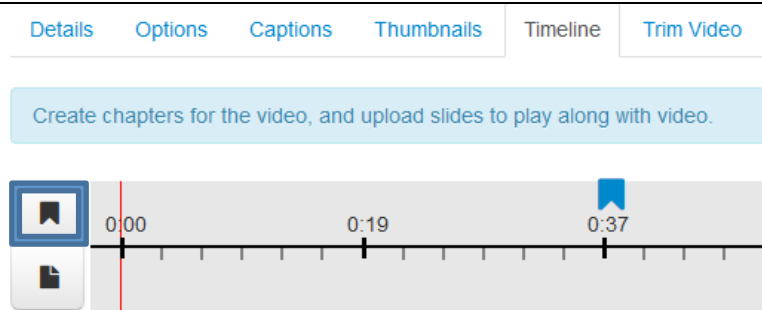 Details Options Captions Thumbnails Timeline Trim Video
Create chapters for the video, and upload slides to play along with video.
0:00 0:19 0:37